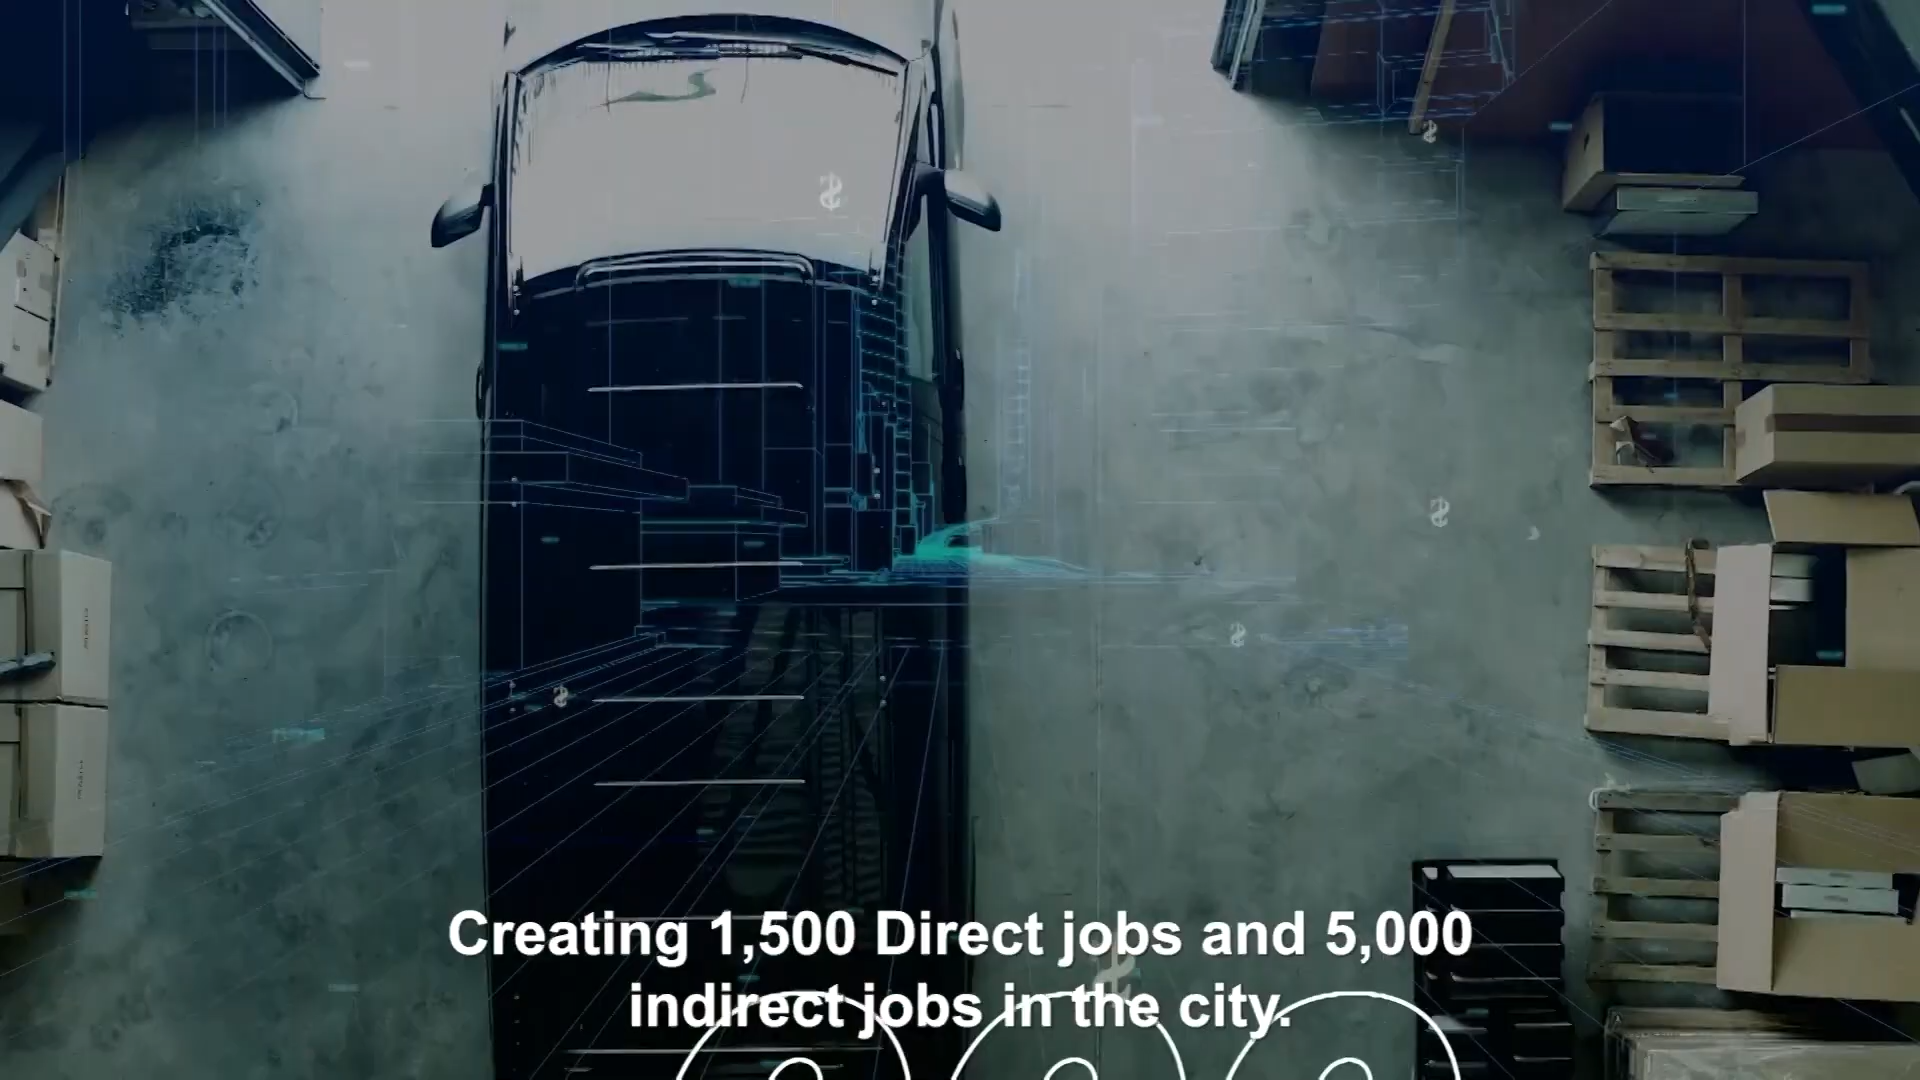 Creating 1,500 Direct jobs and 5,000
indirect jobs in the city.